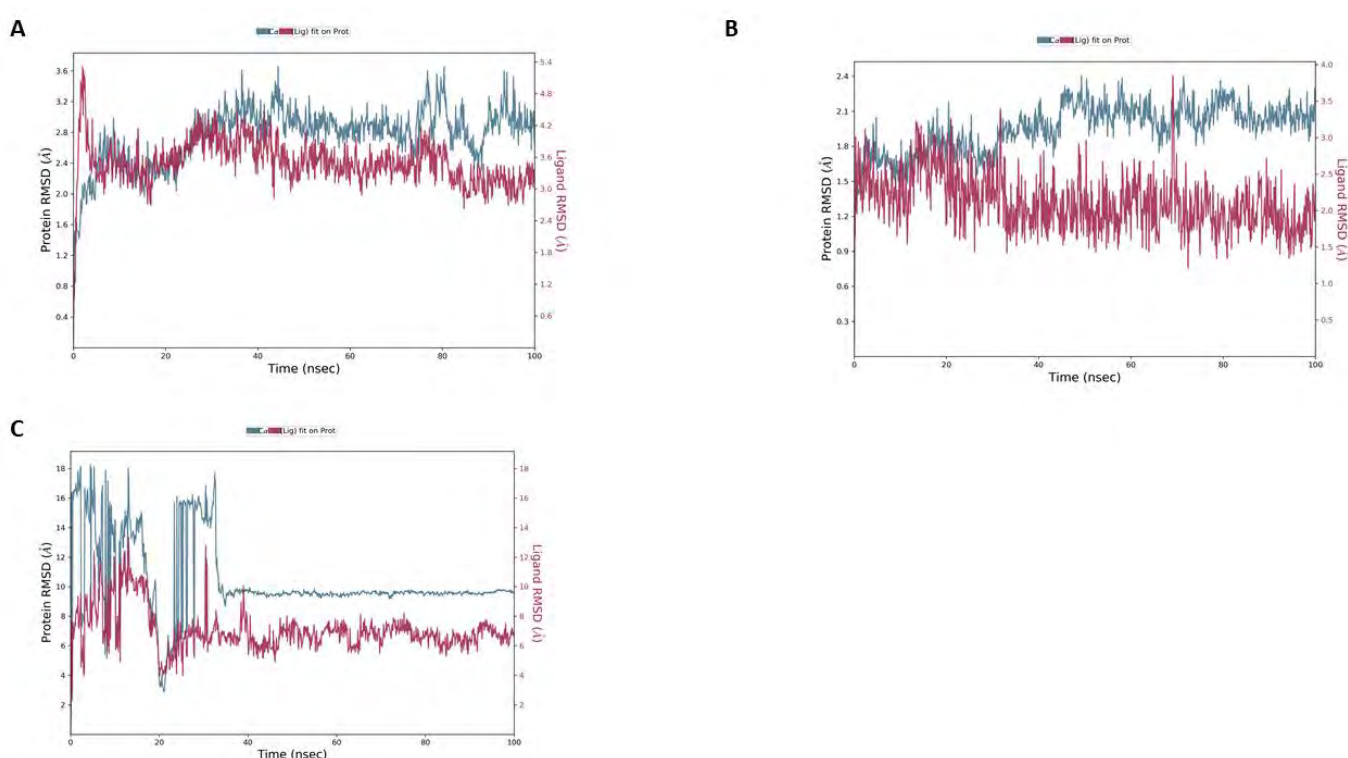 A
Cα (Lig) fit on Prot
Protein RMSD (Å)
3.6
3.2
2.8
2.4
2.0
1.6
1.2
0.8
0.4
5.4
4.8
4.2
3.6
3.0
2.4
1.8
1.2
0.6
Ligand RMSD (Å)
0 20 40 60 80 100
Time (nsec)
B
Cα (Lig) fit on Prot
Protein RMSD (Å)
2.4
2.1
1.8
1.5
1.2
0.9
0.6
0.3
4.0
3.5
3.0
2.5
2.0
1.5
1.0
0.5
Ligand RMSD (Å)
0 20 40 60 80 100
Time (nsec)
C
(Lig) fit on Prot
Protein RMSD (Å)
18
16
14
12
10
8
6
4
2
18
16
14
12
10
8
6
4
2
Ligand RMSD (Å)
0 20 40 60 80 100
Time (nsec)